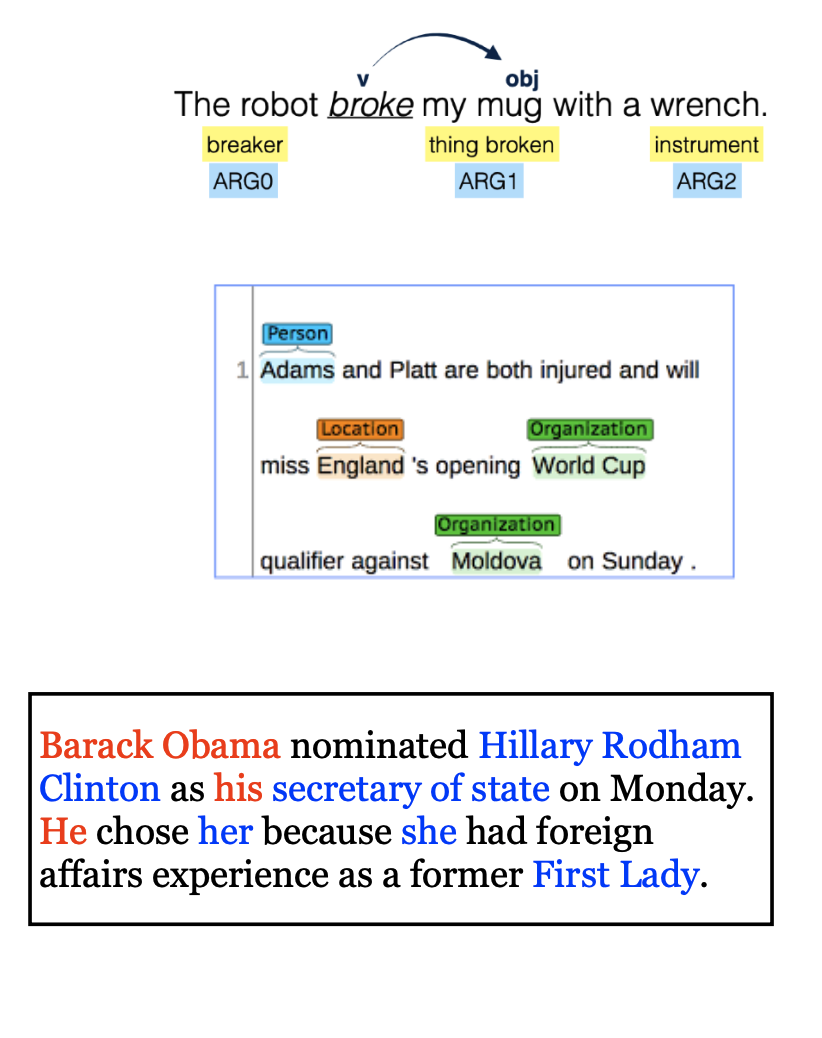 v obj
The robot broke my mug with a wrench.
breaker thing broken instrument
ARG0 ARG1 ARG2
Person
1 Adams and Platt are both injured and will
Location Organization
miss England 's opening World Cup
Organization
qualifier against Moldova on Sunday .
Barack Obama nominated Hillary Rodham
Clinton as his secretary of state on Monday.
He chose her because she had foreign
affairs experience as a former First Lady.